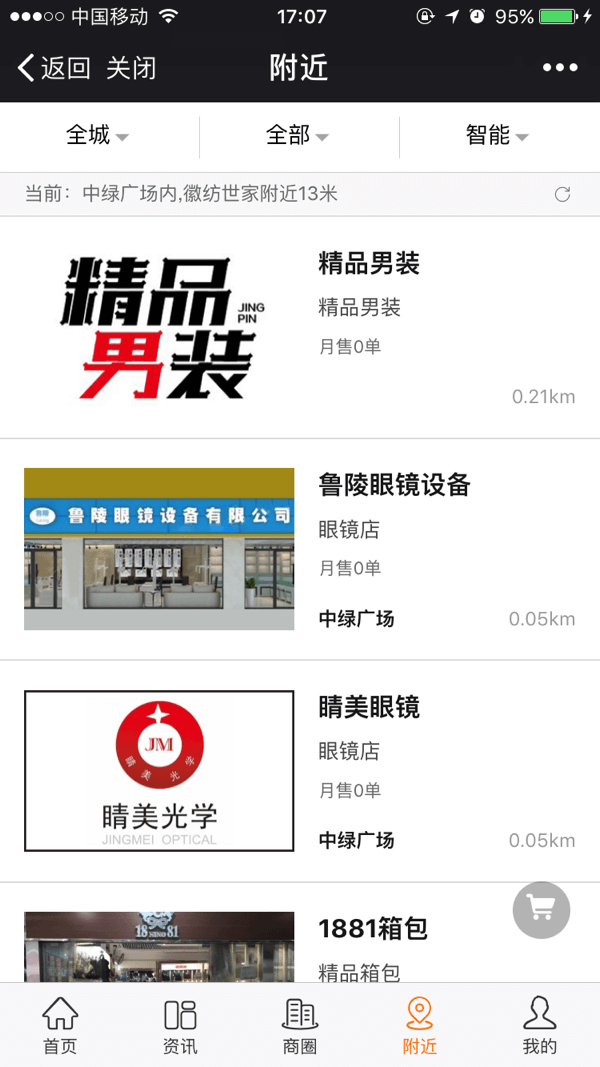 中国移动
17:07
95%
返回 关闭
附近
全城
全部
智能
当前：中绿广场内,徽纺世家附近13米
精品
JING
PIN
男装
精品男装
精品男装
月售0单
0.21km
鲁陵眼镜设备有限公司
鲁陵眼镜设备
眼镜店
月售0单
中绿广场
0.05km
JM
睛美光学
睛美光学
JINGMEI OPTICAL
睛美眼镜
眼镜店
月售0单
中绿广场
0.05km
18 81
1881箱包
精品箱包
首页
资讯
商圈
附近
我的